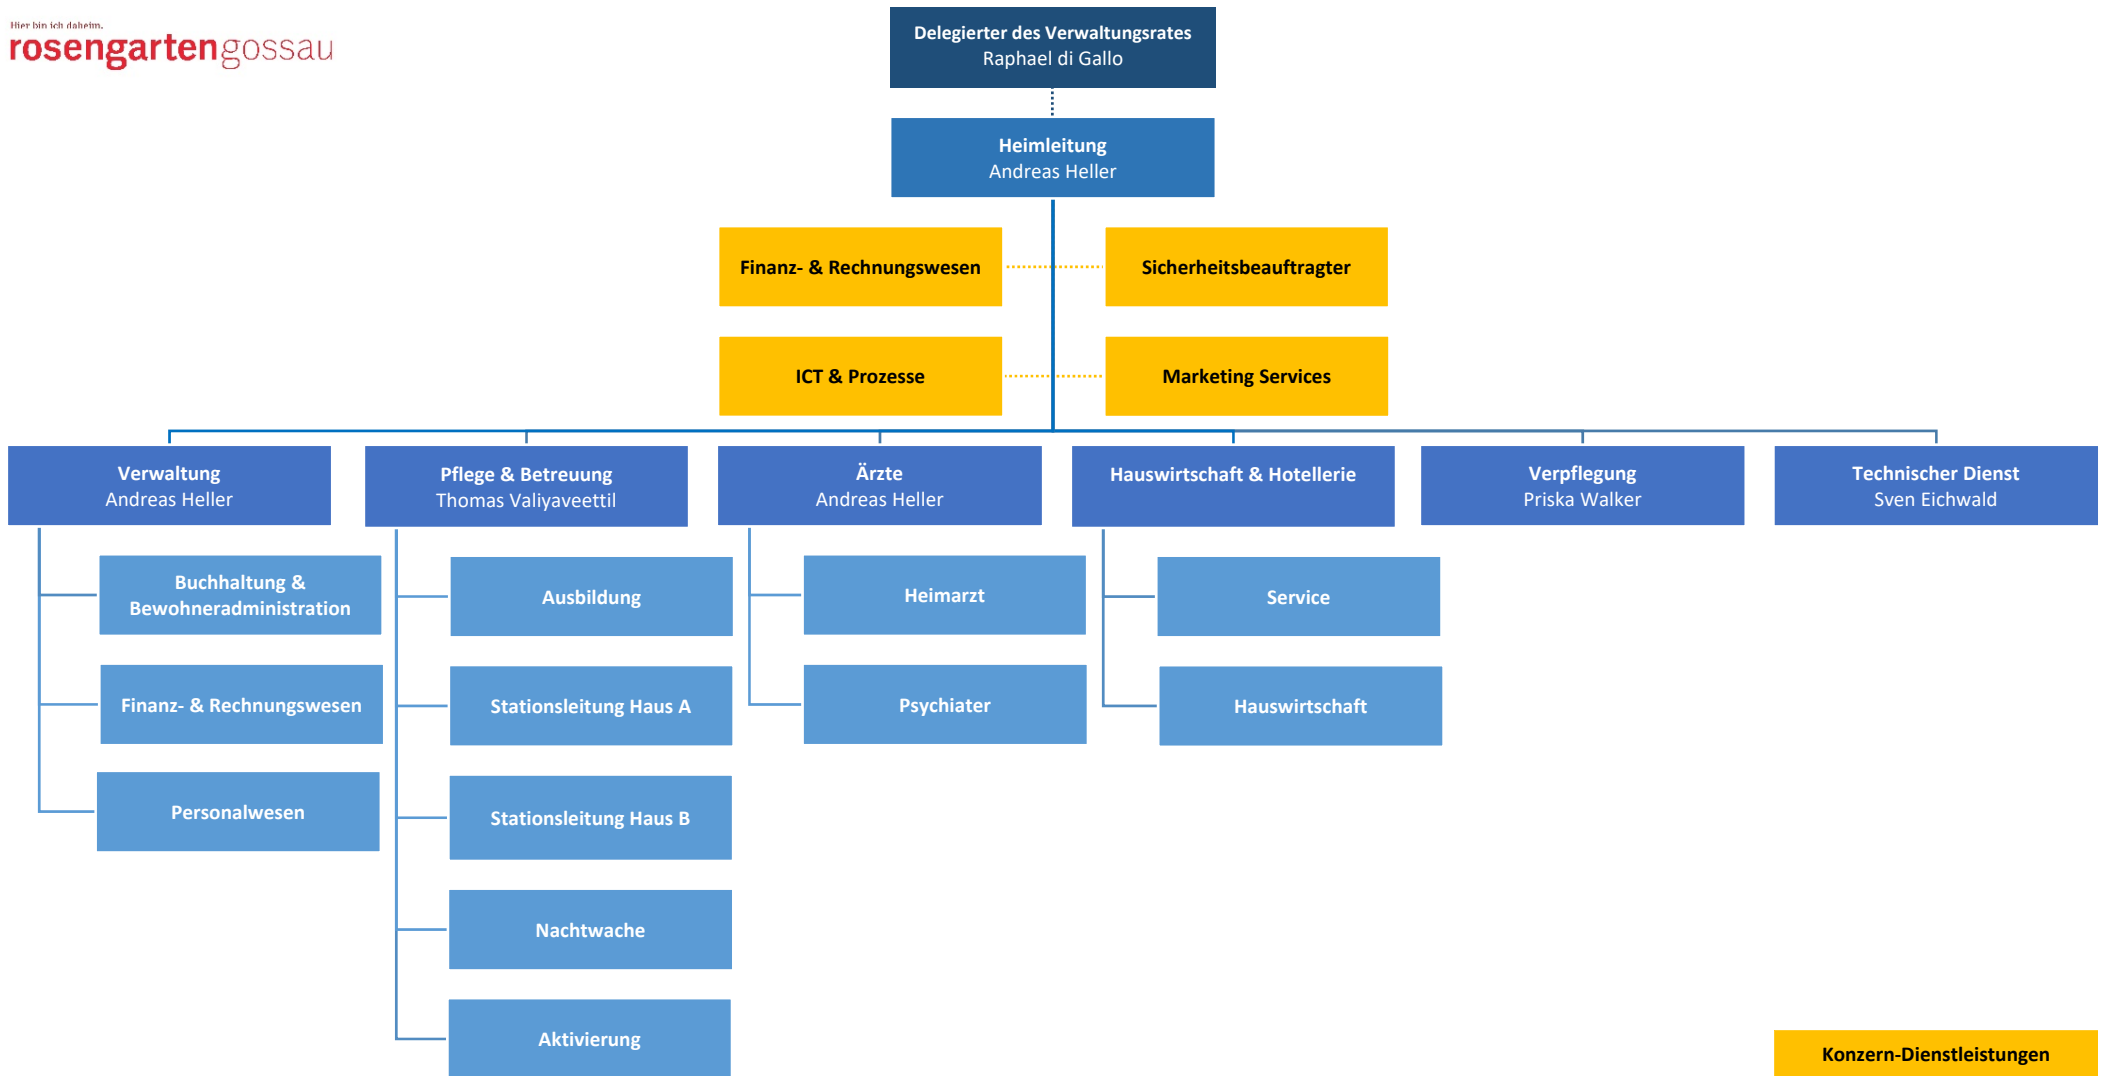 Hier bin ich daheim.
rosengartengossau
Delegierter des Verwaltungsrates
Raphael di Gallo
Heimleitung
Andreas Heller
Finanz- & Rechnungswesen
Sicherheitsbeauftragter
ICT & Prozesse
Marketing Services
Verwaltung
Andreas Heller
Pflege & Betreuung
Thomas Valiyaveettil
Ärzte
Andreas Heller
Hauswirtschaft & Hotellerie
Verpflegung
Priska Walker
Technischer Dienst
Sven Eichwald
Buchhaltung &
Bewohneradministration
Finanz- & Rechnungswesen
Personalwesen
Ausbildung
Stationsleitung Haus A
Stationsleitung Haus B
Nachtwache
Aktivierung
Heimarzt
Psychiater
Service
Hauswirtschaft
Konzern-Dienstleistungen